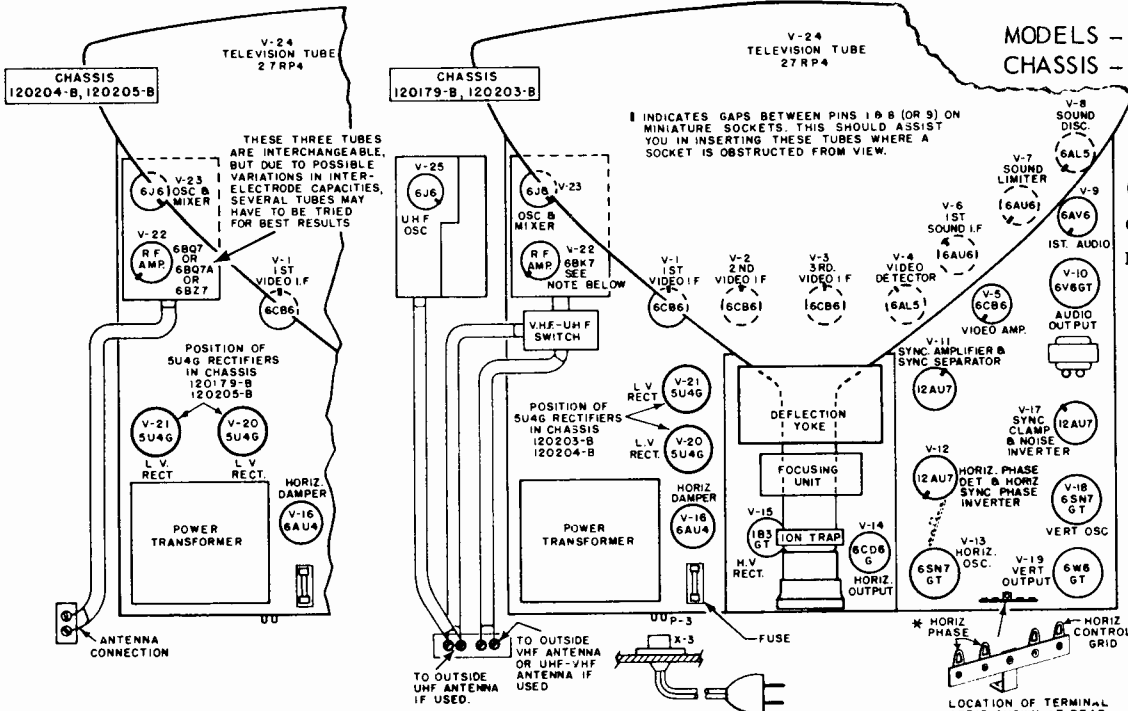 V-24
TELEVISION TUBE
27RP4
CHASSIS
120204-B, 120205-B
THESE THREE TUBES
ARE INTERCHANGEABLE,
BUT DUE TO POSSIBLE
VARIATIONS IN INTER-
ELECTRODE CAPACITIES,
SEVERAL TUBES MAY
HAVE TO BE TRIED
FOR BEST RESULTS
6J6
V-23
OSC &
MIXER
V-22
RF
AMP.
6BQ7
OR
6BQ7A
OR
6BZ7
V-1
1ST
VIDEO I.F
6CB6
POSITION OF
5U4G RECTIFIERS
IN CHASSIS
120179-B
120205-B
V-21
5U4G
L.V.
RECT
V-20
5U4G
L.V.
RECT.
HORIZ.
DAMPER
V-16
6AU4
POWER
TRANSFORMER
ANTENNA
CONNECTION
V-24
TELEVISION TUBE
27RP4
MODELS –
CHASSIS –
CHASSIS
120179-B, 120203-B
INDICATES GAPS BETWEEN PINS 1 & 8 (OR 9) ON
MINIATURE SOCKETS. THIS SHOULD ASSIST
YOU IN INSERTING THESE TUBES WHERE A
SOCKET IS OBSTRUCTED FROM VIEW.
V-25
6J6
UHF
OSC
6J6
V-23
OSC &
MIXER
RF
AMP.
V-22
6BK7
SEE
NOTE BELOW
V.H.F.-UHF
SWITCH
V-1
1ST
VIDEO I F
6CB6
V-2
2ND
VIDEO I.F
6CB6
V-3
3RD.
VIDEO I.F
6CB6
V-4
VIDEO
DETECTOR
6AL5
V-5
6CB6
VIDEO AMP.
V-6
1ST
SOUND I.F
6AU6
V-7
SOUND
LIMITER
6AU6
V-8
SOUND
DISC.
6AL5
V-9
6AV6
1ST. AUDIO
V-10
6V6GT
AUDIO
OUTPUT
V-11
SYNC. AMPLIFIER &
SYNC SEPARATOR
12AU7
V-17
SYNC
CLAMP
& NOISE
INVERTER
12AU7
V-12
12AU7
HORIZ. PHASE
DET & HORIZ
SYNC PHASE
INVERTER
V-18
6SN7
GT
VERT OSC
V-13
HORIZ.
OSC.
6SN7
GT
V-19
VERT
OUTPUT
6W6
GT
POSITION OF
5U4G RECTIFIERS
IN CHASSIS
120203-B
120204-B
L V
RECT
V-21
5U4G
L.V.
RECT.
V-20
5U4G
HORIZ
DAMPER
V-16
6AU4
POWER
TRANSFORMER
DEFLECTION
YOKE
FOCUSING
UNIT
V-15
1B3
GT
H.V
RECT.
ION TRAP
V-14
6CD6
G
HORIZ.
OUTPUT
P-3
FUSE
X-3
TO OUTSIDE
UHF ANTENNA
IF USED.
TO OUTSIDE
VHF ANTENNA
OR UHF-VHF
ANTENNA IF
USED
* HORIZ
PHASE
HORIZ
CONTROL
GRID
LOCATION OF TERMINAL